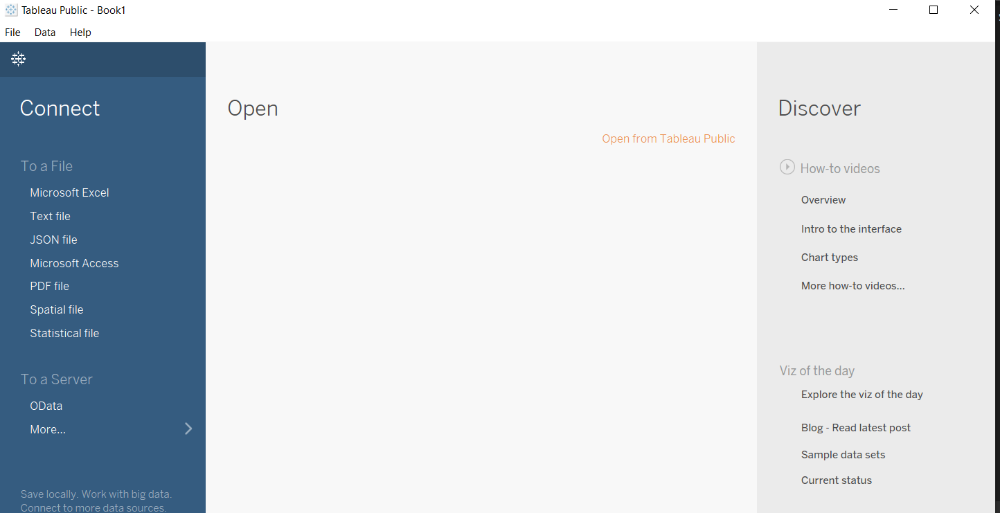 Tableau Public - Book1
File Data Help
Connect
To a File
Microsoft Excel
Text file
JSON file
Microsoft Access
PDF file
Spatial file
Statistical file
To a Server
OData
More...
Save locally. Work with big data.
Connect to more data sources.
Open
Open from Tableau Public
Discover
How-to videos
Overview
Intro to the interface
Chart types
More how-to videos...
Viz of the day
Explore the viz of the day
Blog - Read latest post
Sample data sets
Current status